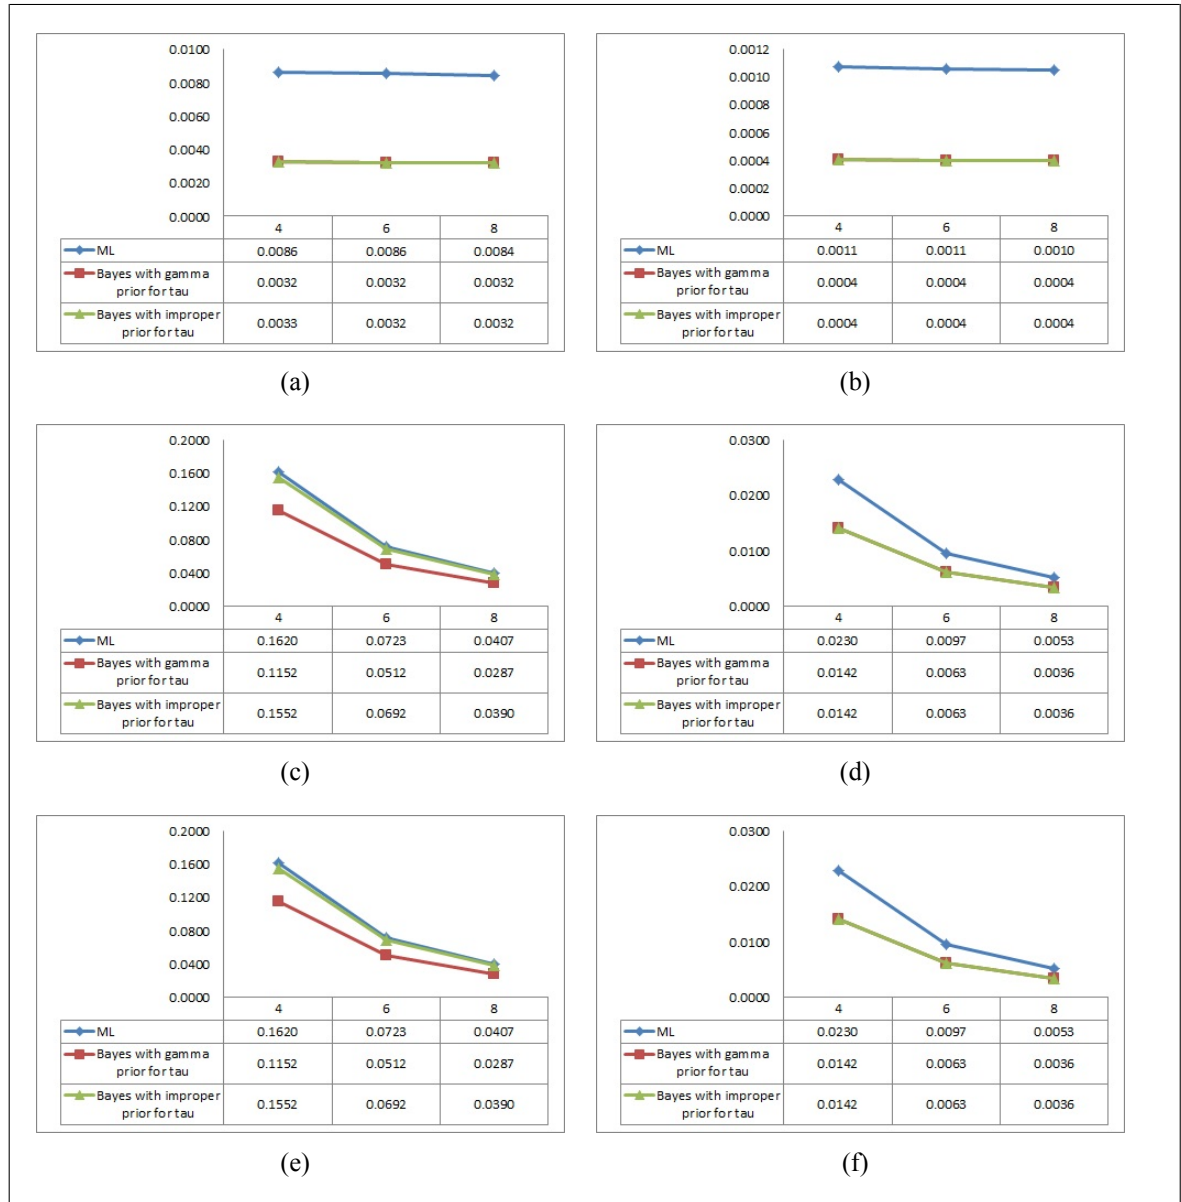 0.0100
0.0080
0.0060
0.0040
0.0020
0.0000
4 6 8
ML 0.0086 0.0086 0.0084
Bayes with gamma
prior for tau 0.0032 0.0032 0.0032
Bayes with improper
prior for tau 0.0033 0.0032 0.0032
(a)
0.0012
0.0010
0.0008
0.0006
0.0004
0.0002
0.0000
4 6 8
ML 0.0011 0.0011 0.0010
Bayes with gamma
prior for tau 0.0004 0.0004 0.0004
Bayes with improper
prior for tau 0.0004 0.0004 0.0004
(b)
0.2000
0.1600
0.1200
0.0800
0.0400
0.0000
4 6 8
ML 0.1620 0.0723 0.0407
Bayes with gamma
prior for tau 0.1152 0.0512 0.0287
Bayes with improper
prior for tau 0.1552 0.0692 0.0390
(c)
0.0300
0.0200
0.0100
0.0000
4 6 8
ML 0.0230 0.0097 0.0053
Bayes with gamma
prior for tau 0.0142 0.0063 0.0036
Bayes with improper
prior for tau 0.0142 0.0063 0.0036
(d)
0.2000
0.1600
0.1200
0.0800
0.0400
0.0000
4 6 8
ML 0.1620 0.0723 0.0407
Bayes with gamma
prior for tau 0.1152 0.0512 0.0287
Bayes with improper
prior for tau 0.1552 0.0692 0.0390
(e)
0.0300
0.0200
0.0100
0.0000
4 6 8
ML 0.0230 0.0097 0.0053
Bayes with gamma
prior for tau 0.0142 0.0063 0.0036
Bayes with improper
prior for tau 0.0142 0.0063 0.0036
(f)